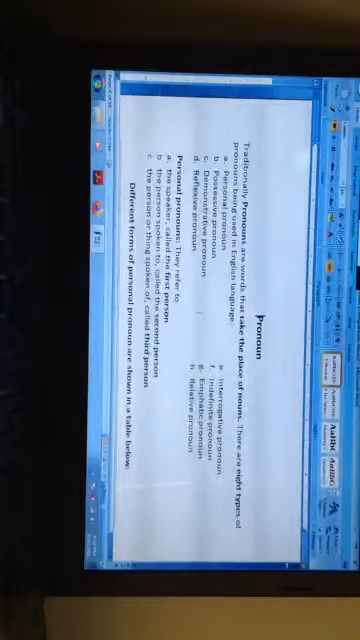 Pronoun
Traditionally Pronouns are words that take the place of nouns. There are eight types of
pronouns being used in English language:
a. Personal pronoun
b. Possessive pronoun
c. Demonstrative pronoun
d. Reflexive pronoun
e. Interrogative pronoun
f. Indefinite pronoun
g. Emphatic pronoun
h. Relative pronoun
Personal pronouns: They refer to
a. the speaker, called the first person
b. the person spoken to, called the second person
c. the person or thing spoken of, called third person
Different forms of personal pronoun are shown in a table below: